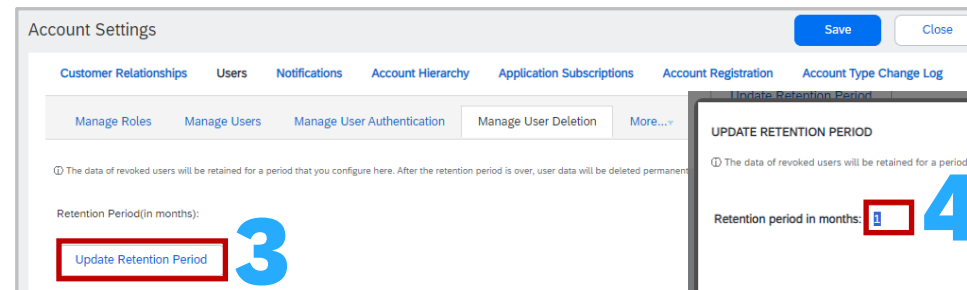 Account Settings
Save
Close
Customer Relationships Users Notifications Account Hierarchy Application Subscriptions Account Registration Account Type Change Log
Update Retention Period
Manage Roles Manage Users Manage User Authentication Manage User Deletion More...
ⓘ The data of revoked users will be retained for a period that you configure here. After the retention period is over, user data will be deleted permanent
Retention Period(in months):
Update Retention Period
3
UPDATE RETENTION PERIOD
ⓘ The data of revoked users will be retained for a period
Retention period in months: 1
4